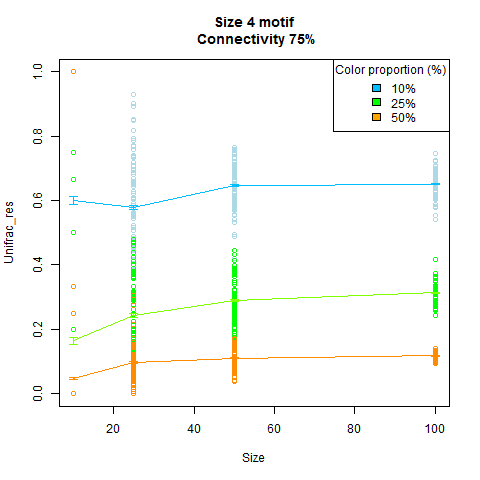 Size 4 motif
Connectivity 75%
Color proportion (%)
10%
25%
50%
Unifrac_res
0.0
0.2
0.4
0.6
0.8
1.0
20
40
60
80
100
Size